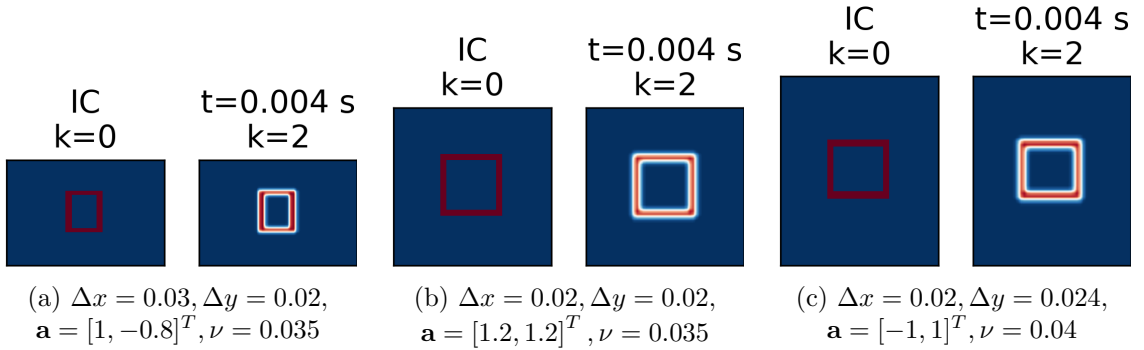 IC
k=0
t=0.004 s
k=2
(a) Δx = 0.03, Δy = 0.02,
a = [1, −0.8]^T, ν = 0.035
IC
k=0
t=0.004 s
k=2
(b) Δx = 0.02, Δy = 0.02,
a = [1.2, 1.2]^T, ν = 0.035
IC
k=0
t=0.004 s
k=2
(c) Δx = 0.02, Δy = 0.024,
a = [−1, 1]^T, ν = 0.04